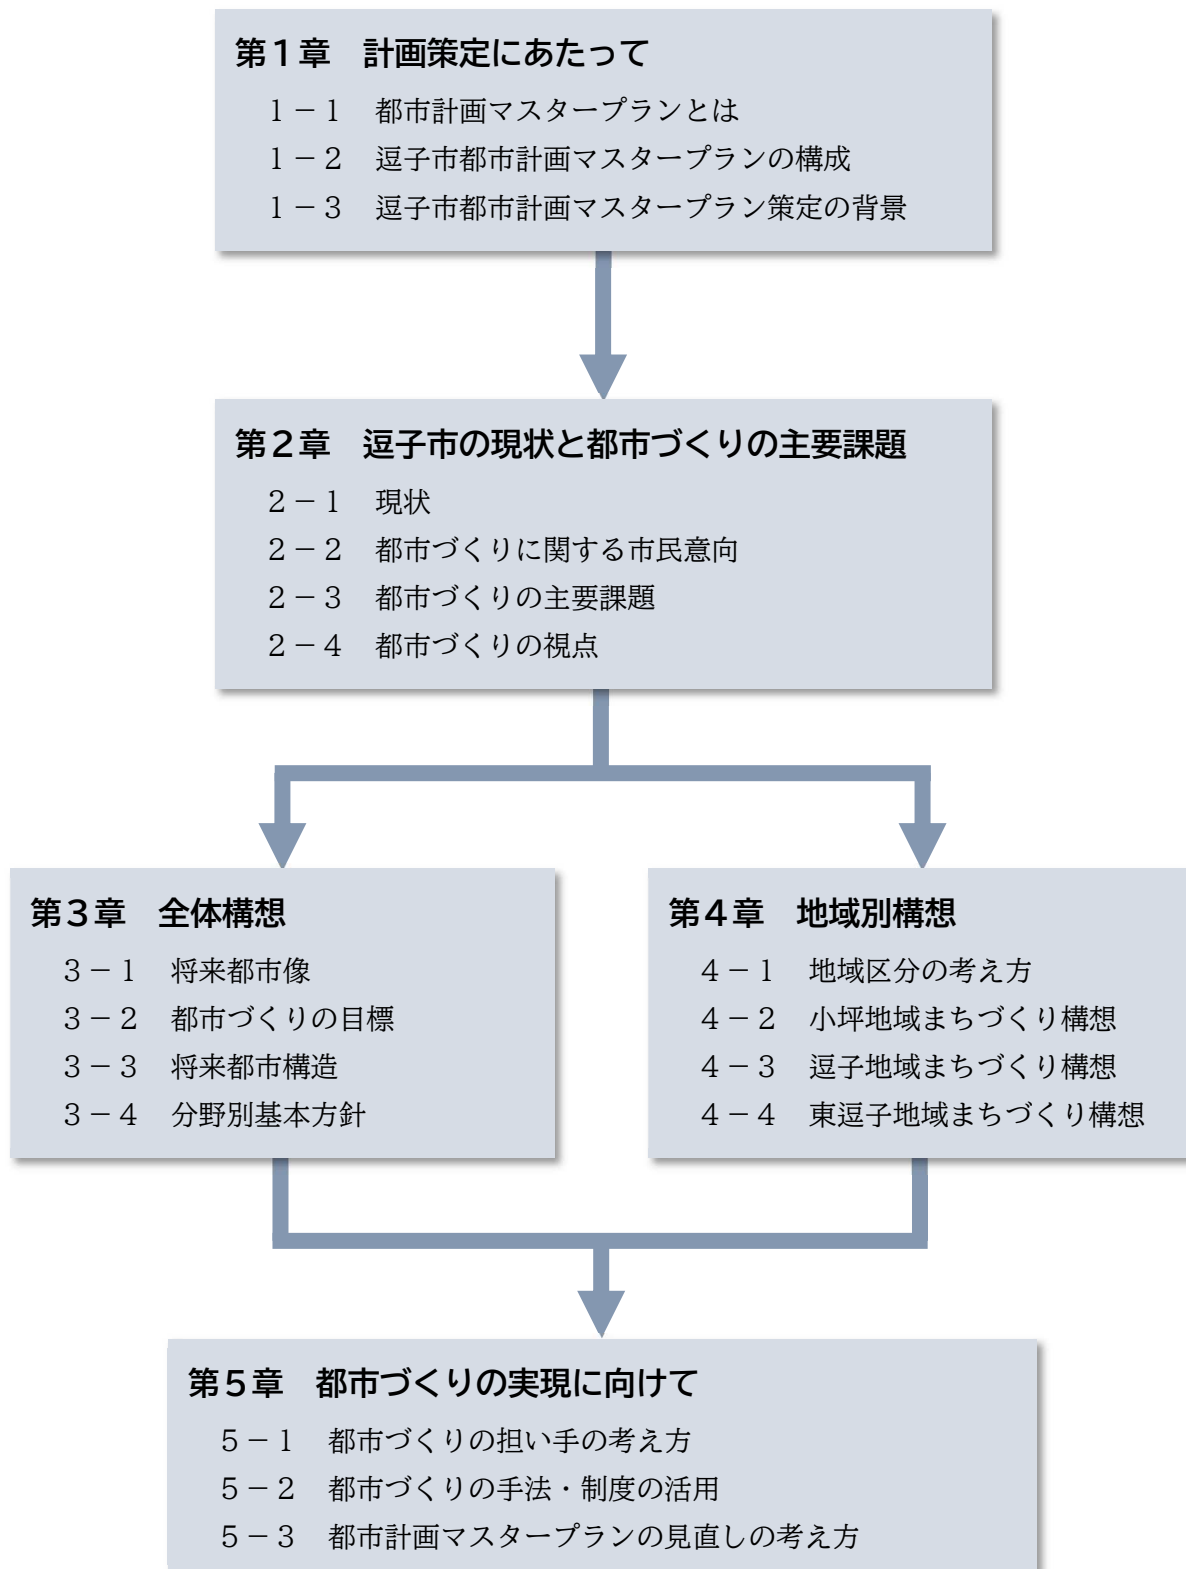 第1章　計画策定にあたって
1－1　都市計画マスタープランとは
1－2　逗子市都市計画マスタープランの構成
1－3　逗子市都市計画マスタープラン策定の背景
第2章　逗子市の現状と都市づくりの主要課題
2－1　現状
2－2　都市づくりに関する市民意向
2－3　都市づくりの主要課題
2－4　都市づくりの視点
第3章　全体構想
3－1　将来都市像
3－2　都市づくりの目標
3－3　将来都市構造
3－4　分野別基本方針
第4章　地域別構想
4－1　地域区分の考え方
4－2　小坪地域まちづくり構想
4－3　逗子地域まちづくり構想
4－4　東逗子地域まちづくり構想
第5章　都市づくりの実現に向けて
5－1　都市づくりの担い手の考え方
5－2　都市づくりの手法・制度の活用
5－3　都市計画マスタープランの見直しの考え方